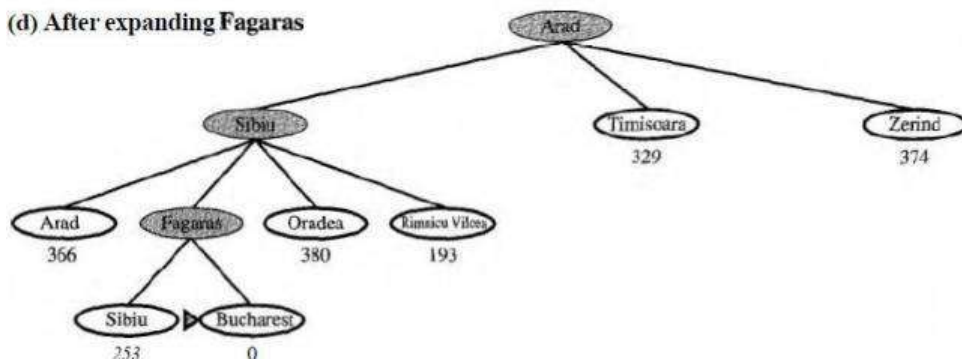 (d) After expanding Fagaras
Arad
Sibiu
Timisoara
Zerind
329
374
Arad
Fagaras
Oradea
Rimnicu Vilcea
366
380
193
Sibiu
Bucharest
253
0